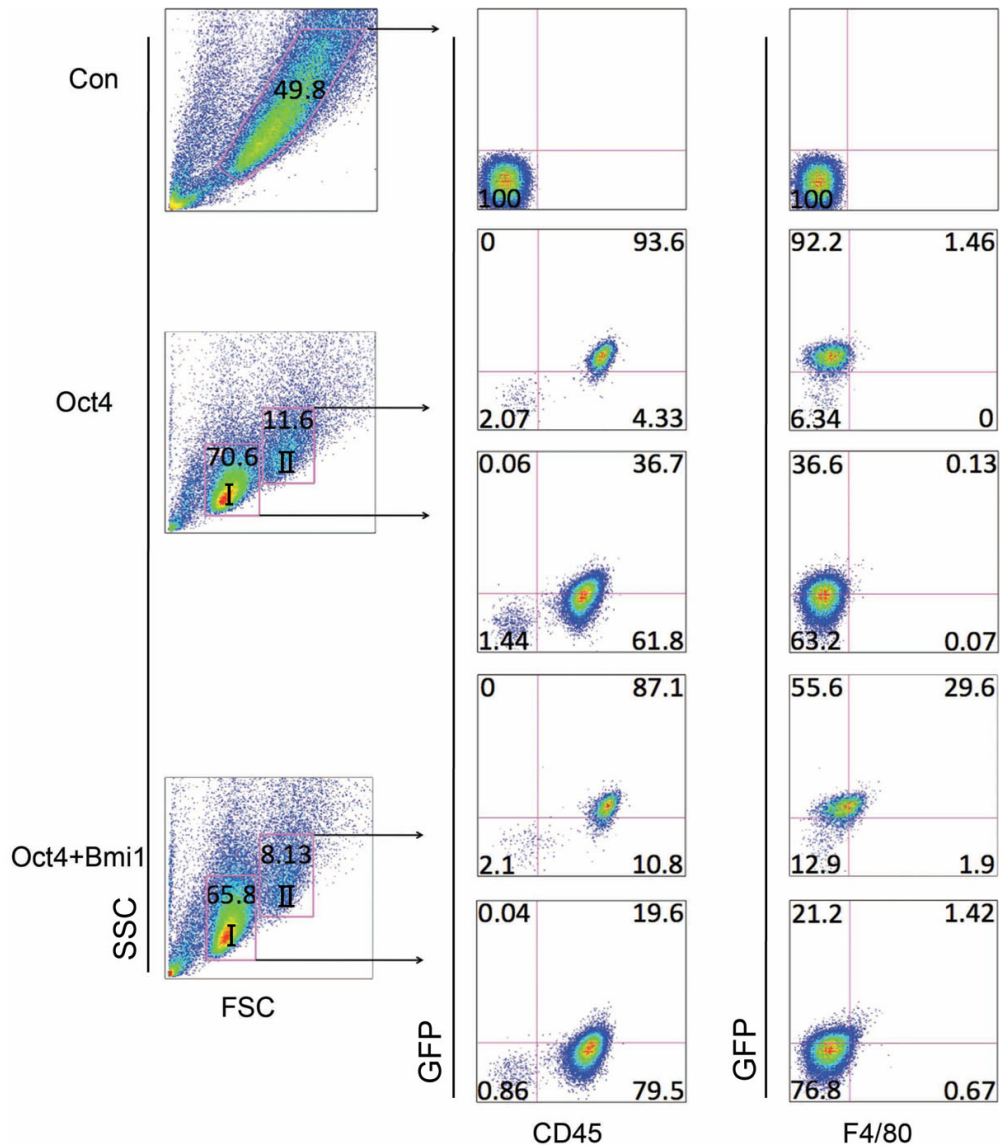 Con
49.8
100
100
0 93.6
92.2 1.46
Oct4
11.6
70.6 II
I
2.07 4.33
6.34 0
0.06 36.7
36.6 0.13
1.44 61.8
63.2 0.07
0 87.1
55.6 29.6
Oct4+Bmi1
8.13
65.8 II
I
2.1 10.8
12.9 1.9
0.04 19.6
21.2 1.42
0.86 79.5
76.8 0.67
SSC
FSC
GFP
CD45
GFP
F4/80